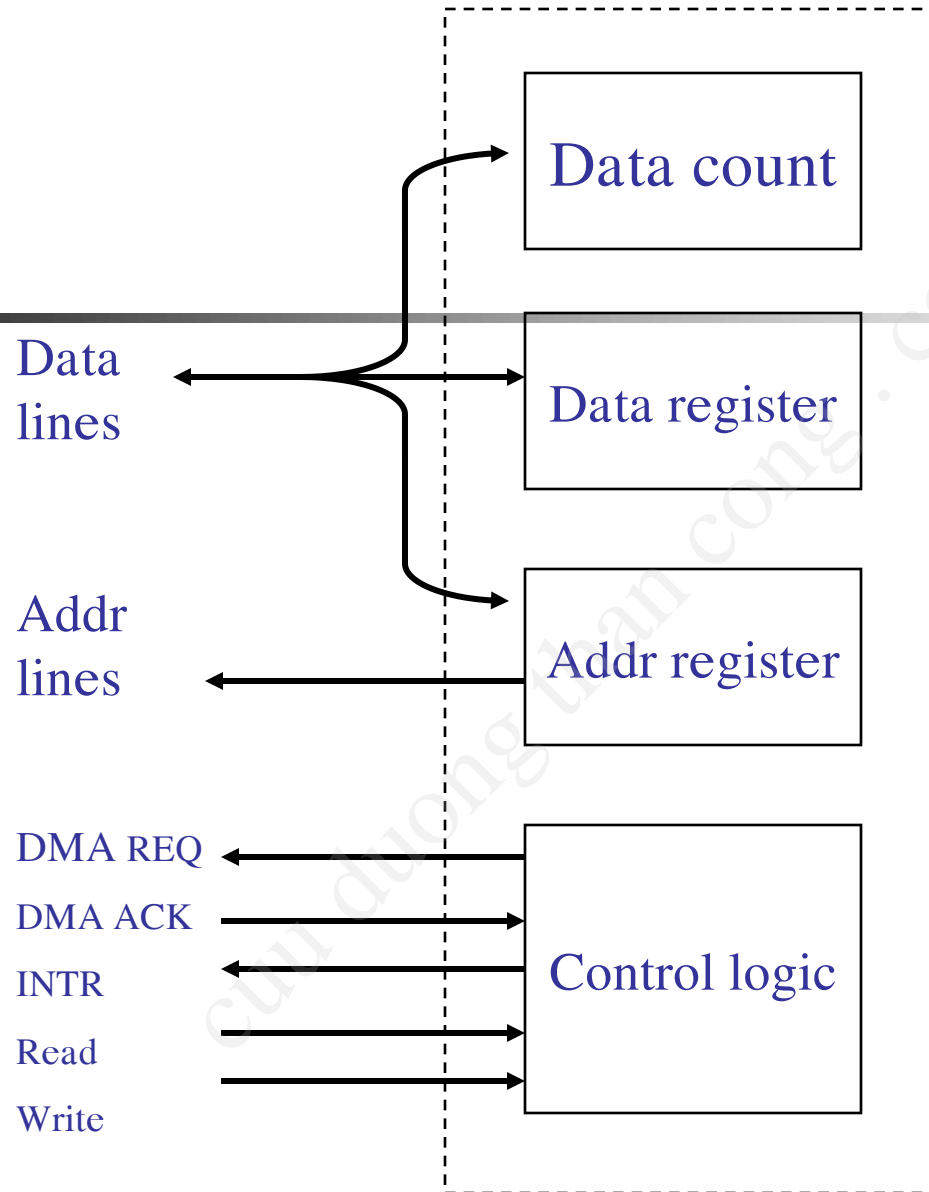 Data count
Data
lines
Data register
Addr
lines
Addr register
DMA REQ
DMA ACK
INTR
Read
Write
Control logic
cuu duong than cong . c